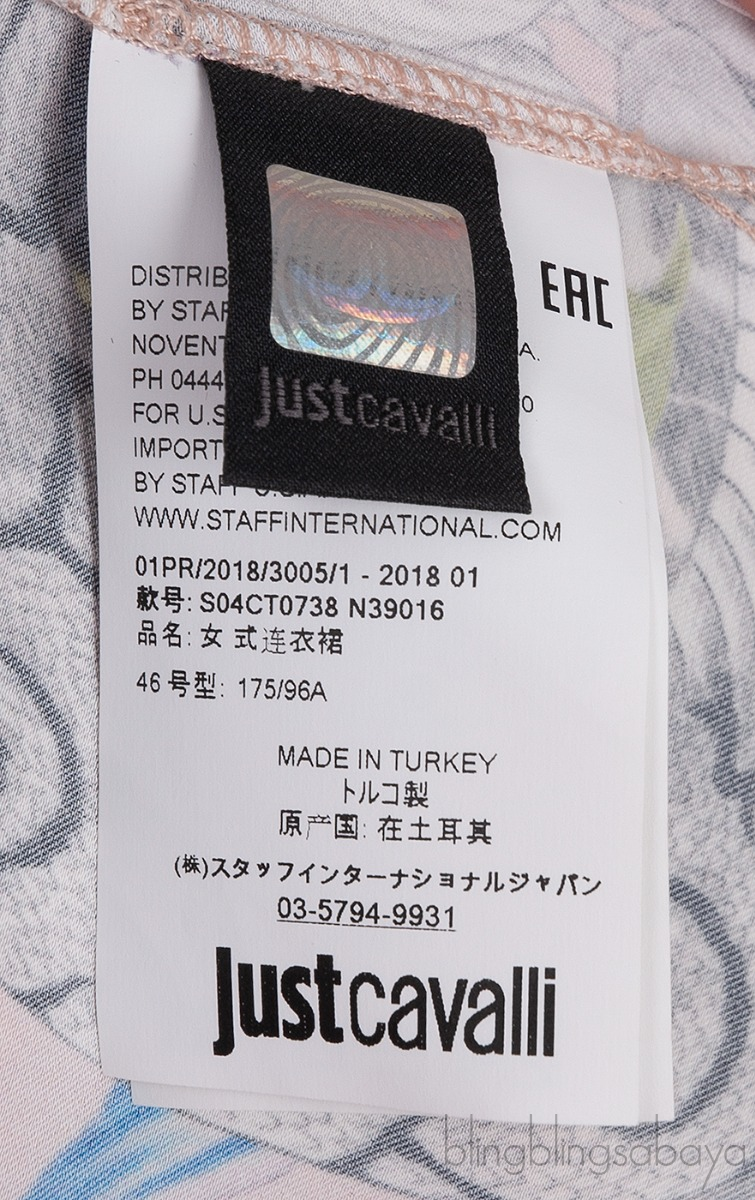 EAC
justcavalli
DISTRIB
BY STAF
NOVENT A.
PH 0444 0
FOR U.S
IMPORT
BY STAFF U.S.
WWW.STAFFINTERNATIONAL.COM
01PR/2018/3005/1 - 2018 01
款号: S04CT0738 N39016
品名: 女 式连衣裙
46 号型: 175/96A
MADE IN TURKEY
トルコ製
原产国: 在土耳其
(株)スタッフインターナショナルジャパン
03-5794-9931
justcavalli
blingblingsabaya